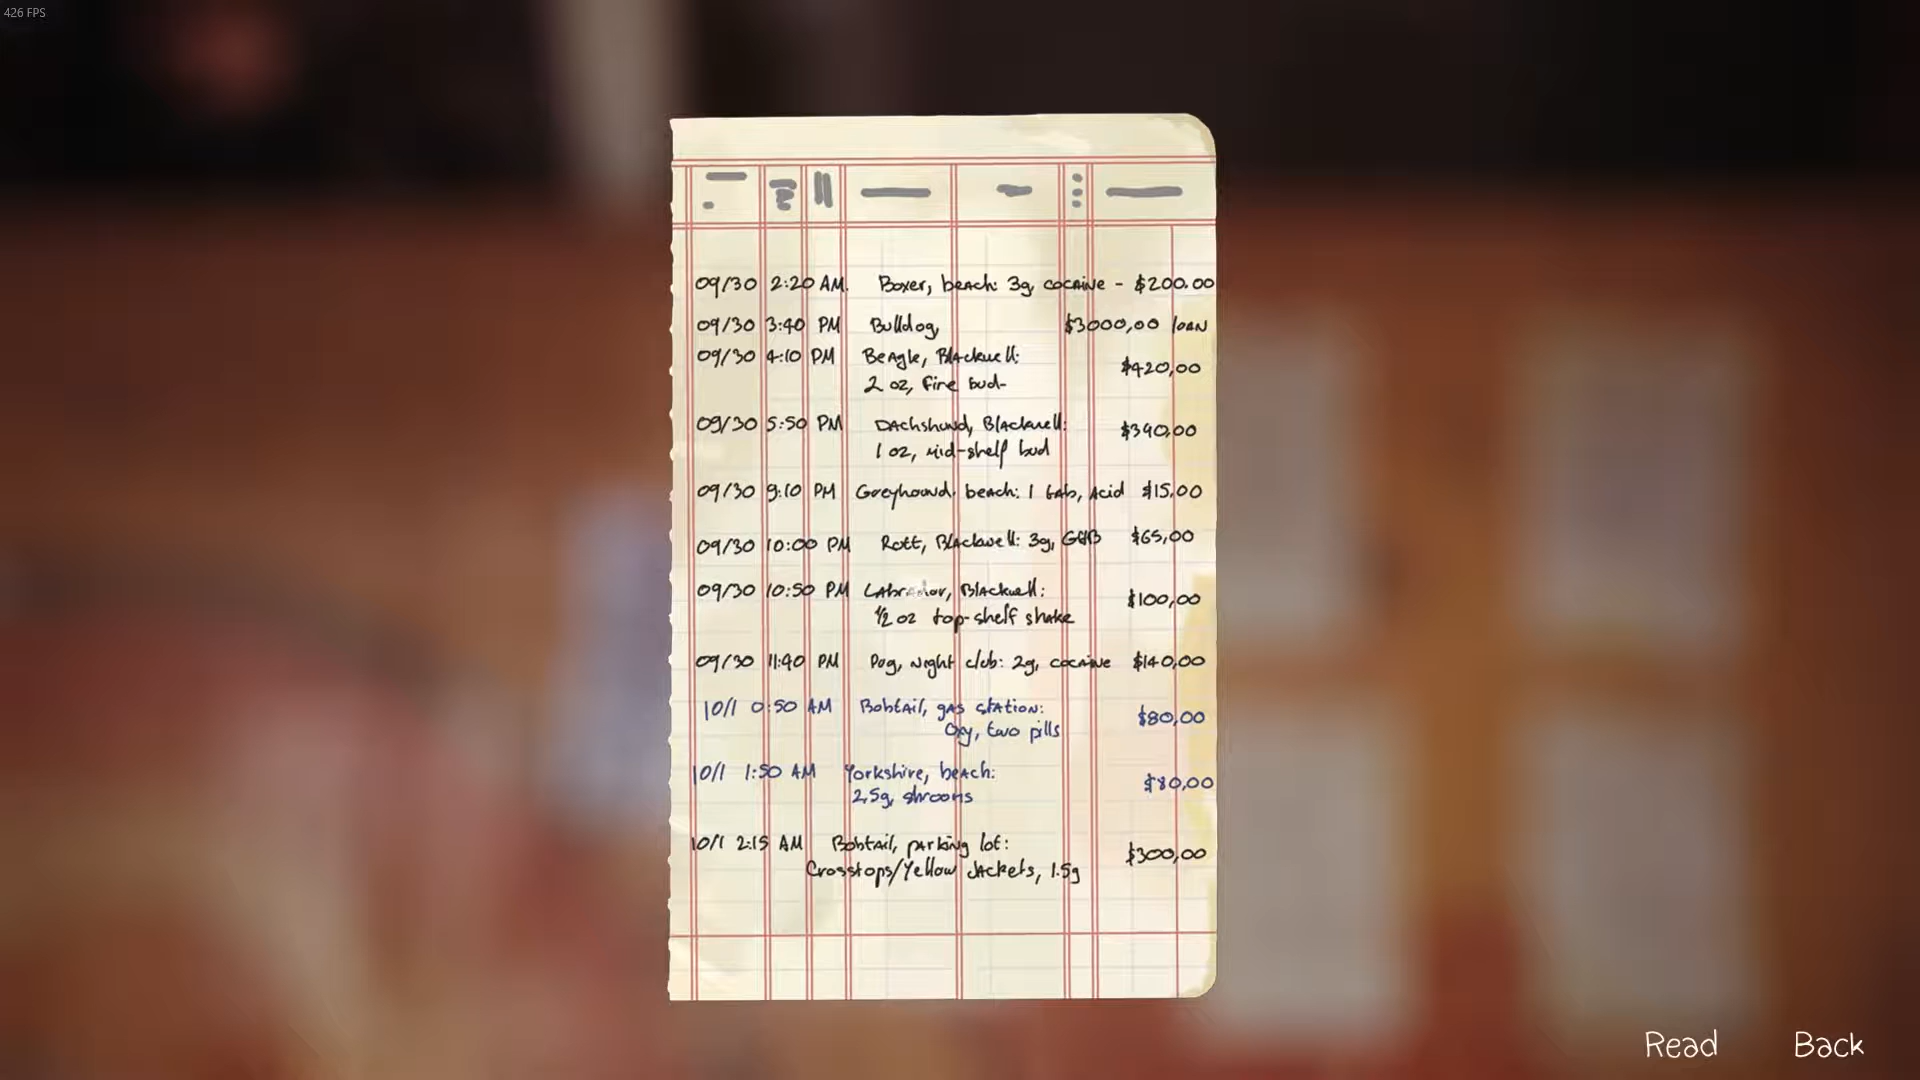 426 FPS
09/30 2:20 AM. Boxer, beach: 3g, cocaine - $200.00
09/30 3:40 PM Bulldog, $3000,00 loan
09/30 4:10 PM Beagle, Blackwell:
2 oz, fire bud- $420,00
09/30 5:50 PM Dachshund, Blackwell: $340,00
1 oz, mid-shelf bud
09/30 9:10 PM Greyhound, beach: 1 tab, acid $15,00
09/30 10:00 PM Rott, Blackwell: 3g, GHB $65,00
09/30 10:50 PM Labrador, Blackwell:
1/2 oz top-shelf shake $100,00
09/30 11:40 PM Pug, night club: 2g, cocaine $140,00
10/1 0:50 AM Bobtail, gas station: $80,00
Oxy, two pills
10/1 1:50 AM Yorkshire, beach: $80,00
2,5g, shrooms
10/1 2:15 AM Bobtail, parking lot: $300,00
Crosstops/Yellow Jackets, 1.5g
Read Back